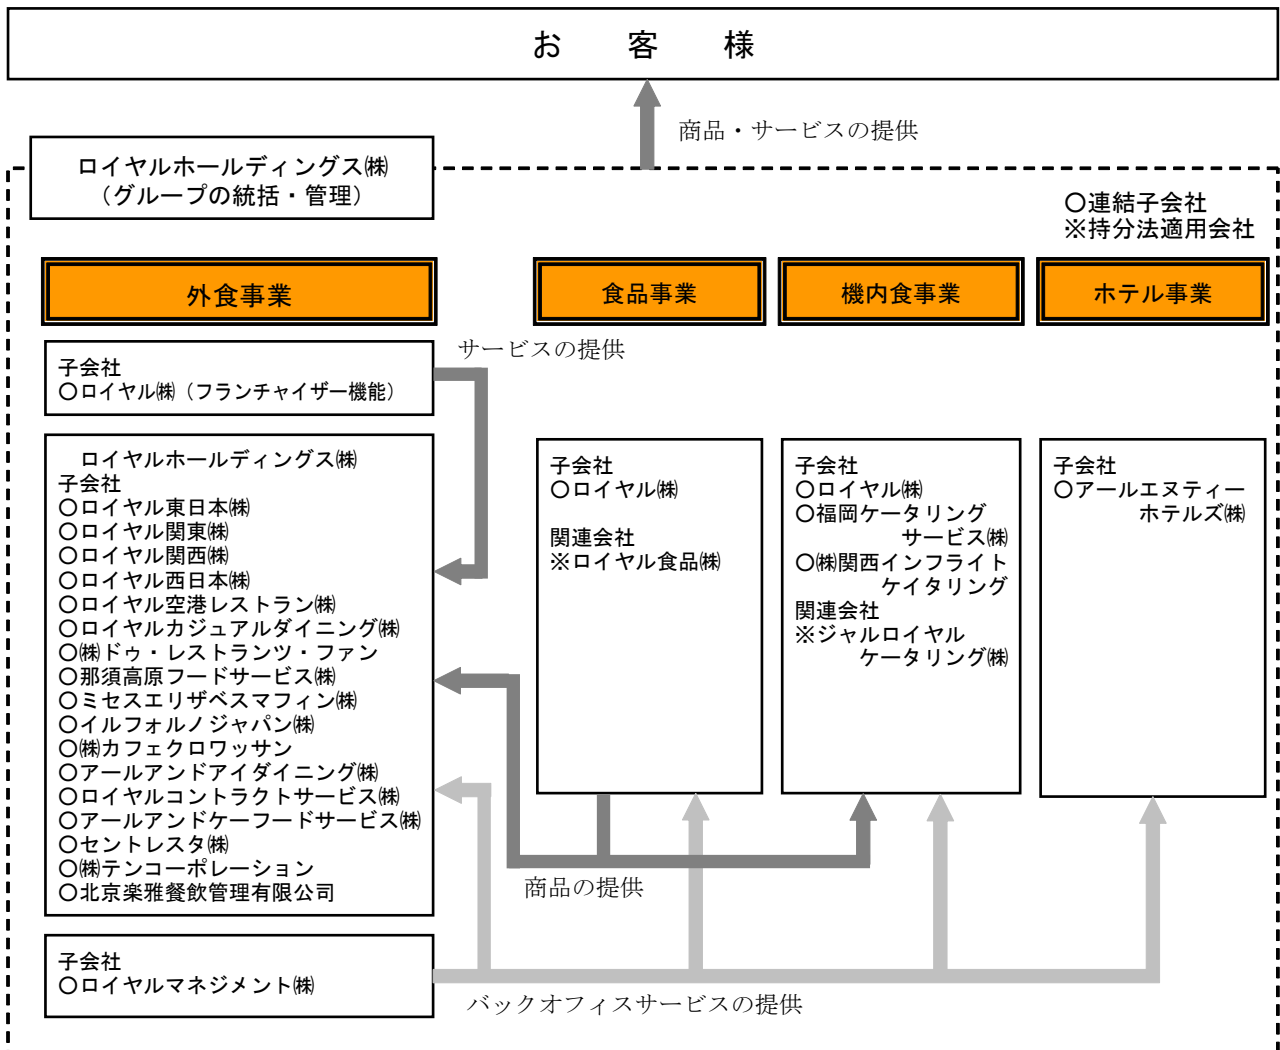 お 客 様
商品・サービスの提供
ロイヤルホールディングス㈱
（グループの統括・管理）
○連結子会社
※持分法適用会社
外食事業
食品事業
機内食事業
ホテル事業
サービスの提供
子会社
○ロイヤル㈱（フランチャイザー機能）
ロイヤルホールディングス㈱
子会社
○ロイヤル東日本㈱
○ロイヤル関東㈱
○ロイヤル関西㈱
○ロイヤル西日本㈱
○ロイヤル空港レストラン㈱
○ロイヤルカジュアルダイニング㈱
○㈱ドゥ・レストランツ・ファン
○那須高原フードサービス㈱
○ミセスエリザベスマフィン㈱
○イルフォルノジャパン㈱
○㈱カフェクロワッサン
○アールアンドアイダイニング㈱
○ロイヤルコントラクトサービス㈱
○アールアンドケーフードサービス㈱
○セントレスタ㈱
○㈱テンコーポレーション
○北京楽雅餐飲管理有限公司
子会社
○ロイヤル㈱
関連会社
※ロイヤル食品㈱
子会社
○ロイヤル㈱
○福岡ケータリング
サービス㈱
○㈱関西インフライト
ケイタリング
関連会社
※ジャルロイヤル
ケータリング㈱
子会社
○アールエヌティー
ホテルズ㈱
商品の提供
子会社
○ロイヤルマネジメント㈱
バックオフィスサービスの提供